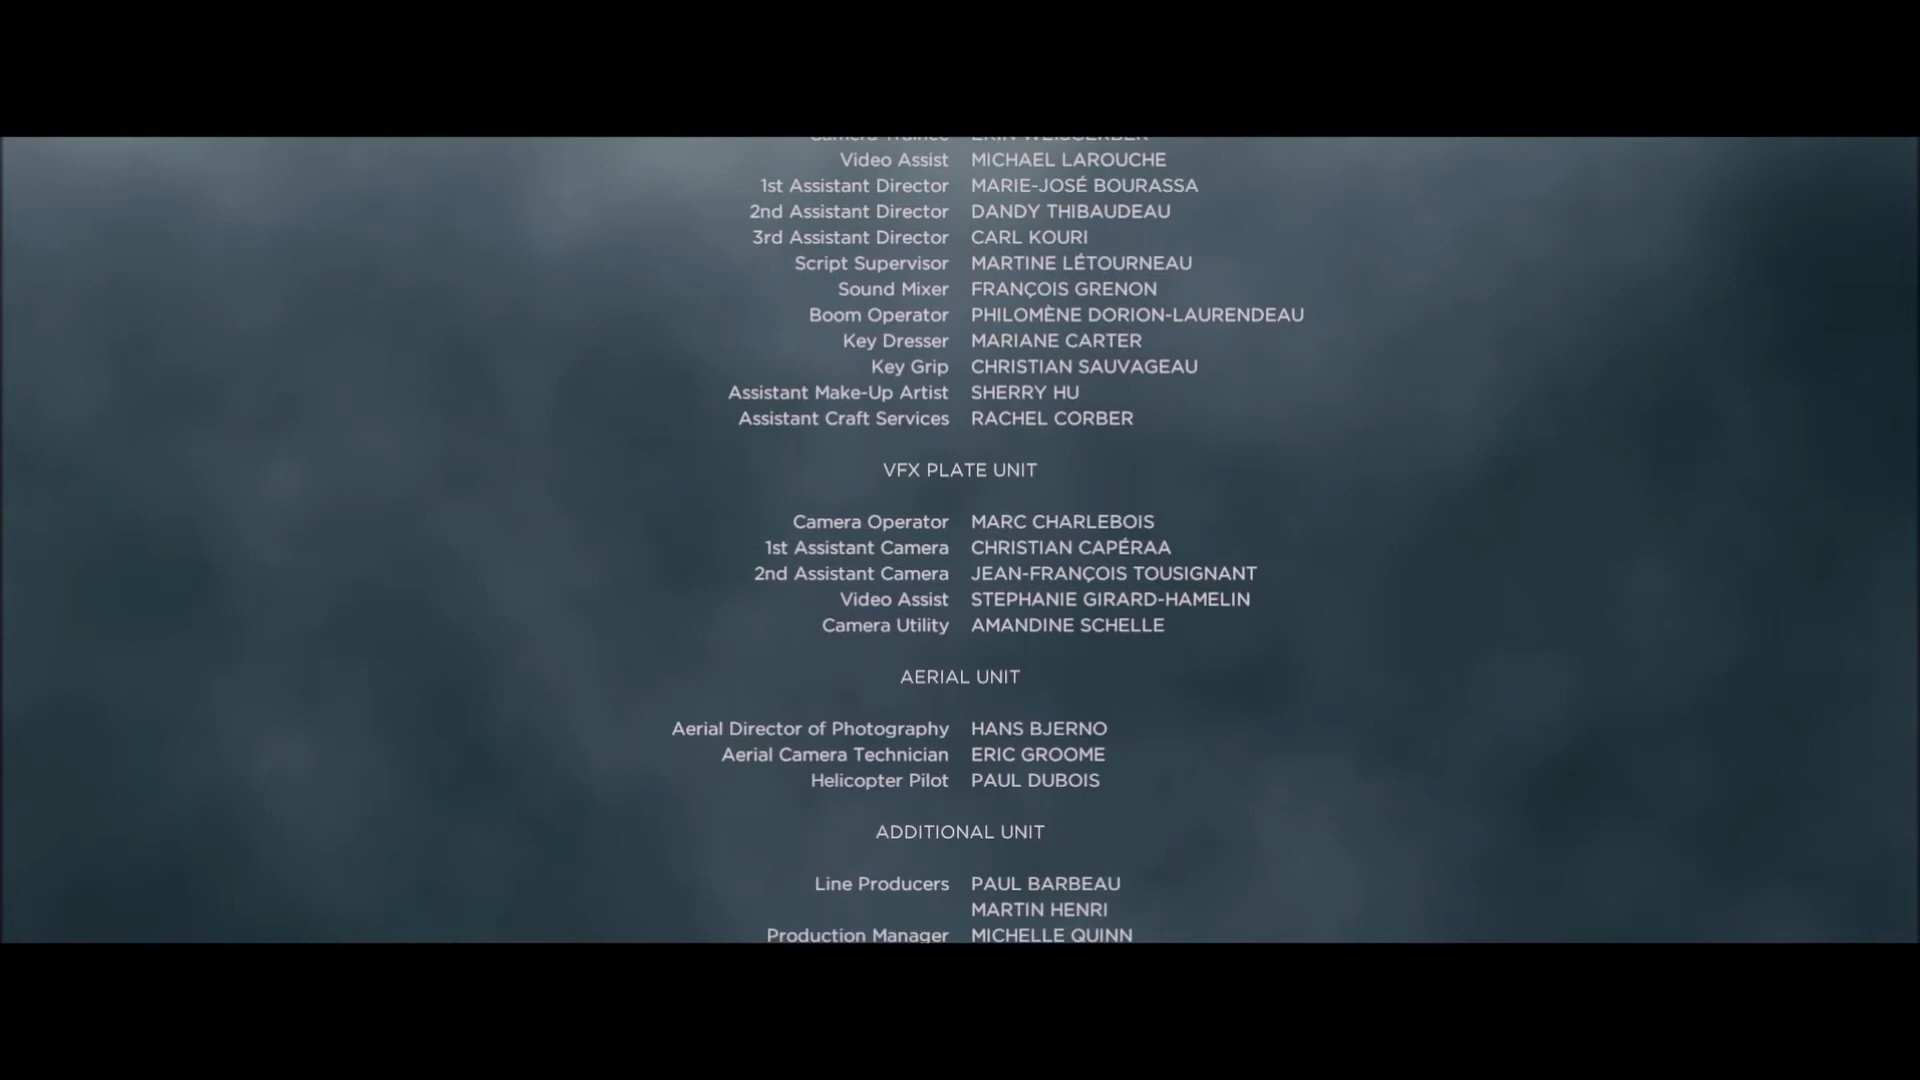 Video Assist MICHAEL LAROUCHE
1st Assistant Director MARIE-JOSÉ BOURASSA
2nd Assistant Director DANDY THIBAUDEAU
3rd Assistant Director CARL KOURI
Script Supervisor MARTINE LÉTOURNEAU
Sound Mixer FRANÇOIS GRENON
Boom Operator PHILOMÈNE DORION-LAURENDEAU
Key Dresser MARIANE CARTER
Key Grip CHRISTIAN SAUVAGEAU
Assistant Make-Up Artist SHERRY HU
Assistant Craft Services RACHEL CORBER
VFX PLATE UNIT
Camera Operator MARC CHARLEBOIS
1st Assistant Camera CHRISTIAN CAPÉRAA
2nd Assistant Camera JEAN-FRANÇOIS TOUSIGNANT
Video Assist STEPHANIE GIRARD-HAMELIN
Camera Utility AMANDINE SCHELLE
AERIAL UNIT
Aerial Director of Photography HANS BJERNO
Aerial Camera Technician ERIC GROOME
Helicopter Pilot PAUL DUBOIS
ADDITIONAL UNIT
Line Producers PAUL BARBEAU
MARTIN HENRI
Production Manager MICHELLE QUINN